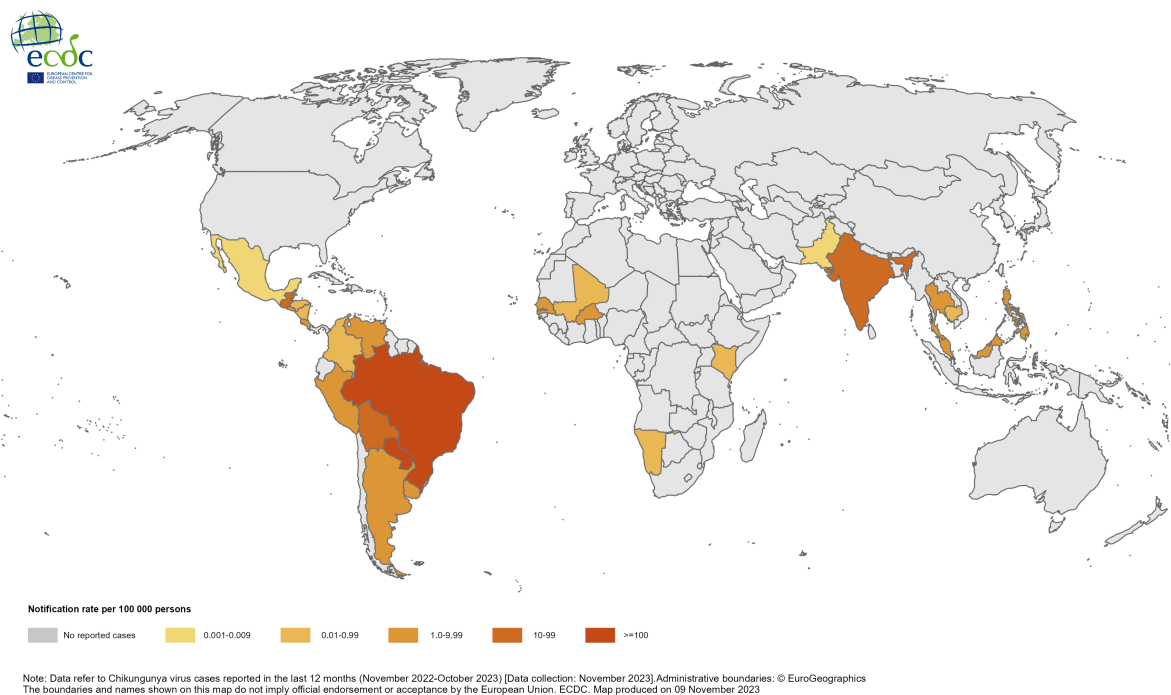 ecdc
EUROPEAN CENTRE FOR
DISEASE PREVENTION
AND CONTROL
Notification rate per 100 000 persons
No reported cases
0.001-0.009
0.01-0.99
1.0-9.99
10-99
>=100
Note: Data refer to Chikungunya virus cases reported in the last 12 months (November 2022-October 2023) [Data collection: November 2023].Administrative boundaries: © EuroGeographics
The boundaries and names shown on this map do not imply official endorsement or acceptance by the European Union. ECDC. Map produced on 09 November 2023